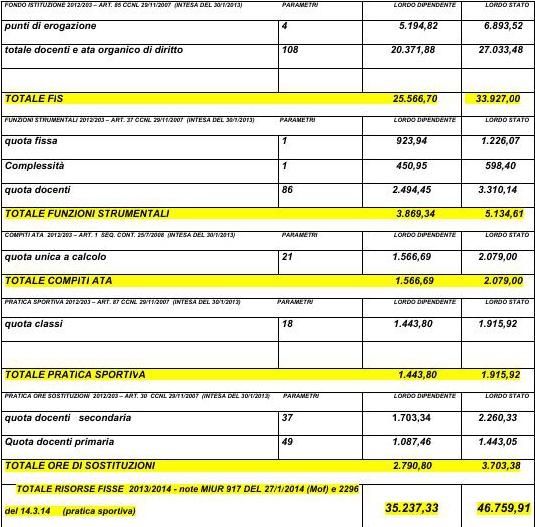 FONDO ISTITUZIONE 2012/203 – ART. 85 CCNL 29/11/2007 (INTESA DEL 30/1/2013) PARAMETRI LORDO DIPENDENTE LORDO STATO
punti di erogazione 4 5.194,82 6.893,52
totale docenti e ata organico di diritto 108 20.371,88 27.033,48
TOTALE FIS 25.566,70 33.927,00
FUNZIONI STRUMENTALI 2012/203 – ART. 37 CCNL 29/11/2007 (INTESA DEL 30/1/2013) PARAMETRI LORDO DIPENDENTE LORDO STATO
quota fissa 1 923,94 1.226,07
Complessità 1 450,95 598,40
quota docenti 86 2.494,45 3.310,14
TOTALE FUNZIONI STRUMENTALI 3.869,34 5.134,61
COMPITI ATA 2012/203 – ART. 1 SEQ. CONT. 25/7/2008 (INTESA DEL 30/1/2013) PARAMETRI LORDO DIPENDENTE LORDO STATO
quota unica a calcolo 21 1.566,69 2.079,00
TOTALE COMPITI ATA 1.566,69 2.079,00
PRATICA SPORTIVA 2012/203 – ART. 87 CCNL 29/11/2007 (INTESA DEL 30/1/2013) PARAMETRI LORDO DIPENDENTE LORDO STATO
quota classi 18 1.443,80 1.915,92
TOTALE PRATICA SPORTIVA 1.443,80 1.915,92
PRATICA ORE SOSTITUZIONI 2012/203 – ART. 30 CCNL 29/11/2007 (INTESA DEL 30/1/2013) PARAMETRI LORDO DIPENDENTE LORDO STATO
quota docenti secondaria 37 1.703,34 2.260,33
Quota docenti primaria 49 1.087,46 1.443,05
TOTALE ORE DI SOSTITUZIONI 2.790,80 3.703,38
TOTALE RISORSE FISSE 2013/2014 - note MIUR 917 DEL 27/1/2014 (Mof) e 2296
del 14.3.14 (pratica sportiva) 35.237,33 46.759,91